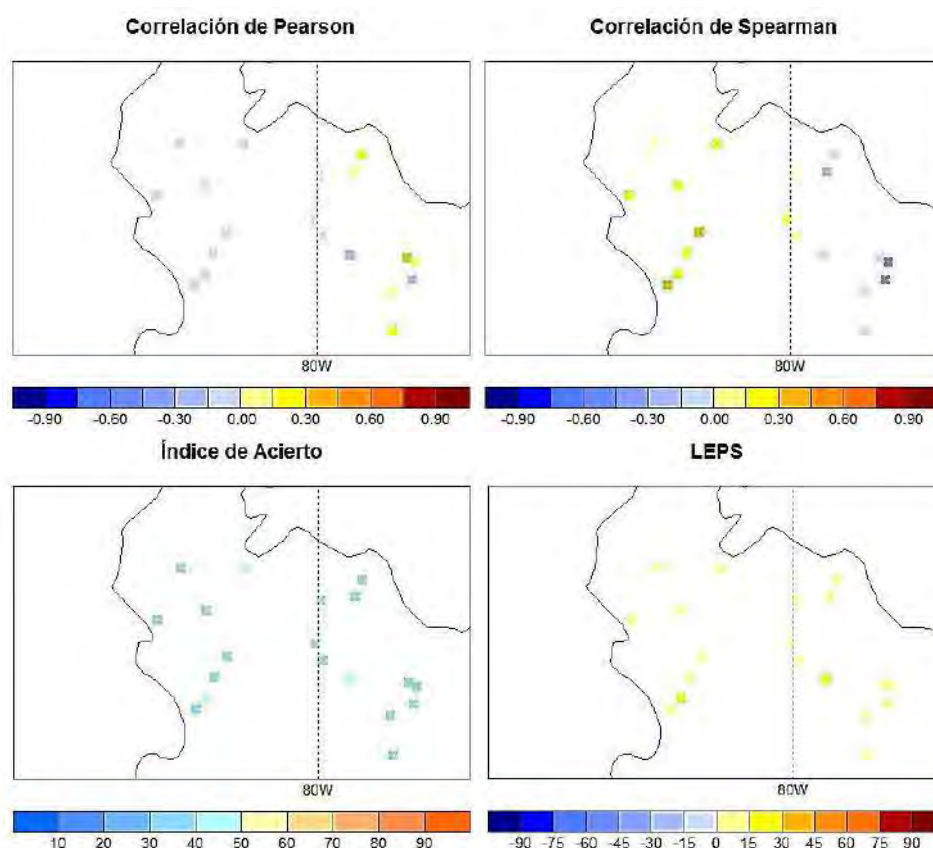 Correlación de Pearson
Correlación de Spearman
80W
80W
-0.90 -0.60 -0.30 0.00 0.30 0.60 0.90
-0.90 -0.60 -0.30 0.00 0.30 0.60 0.90
Índice de Acierto
LEPS
80W
80W
10 20 30 40 50 60 70 80 90
-90 -75 -60 -45 -30 -15 0 15 30 45 60 75 90